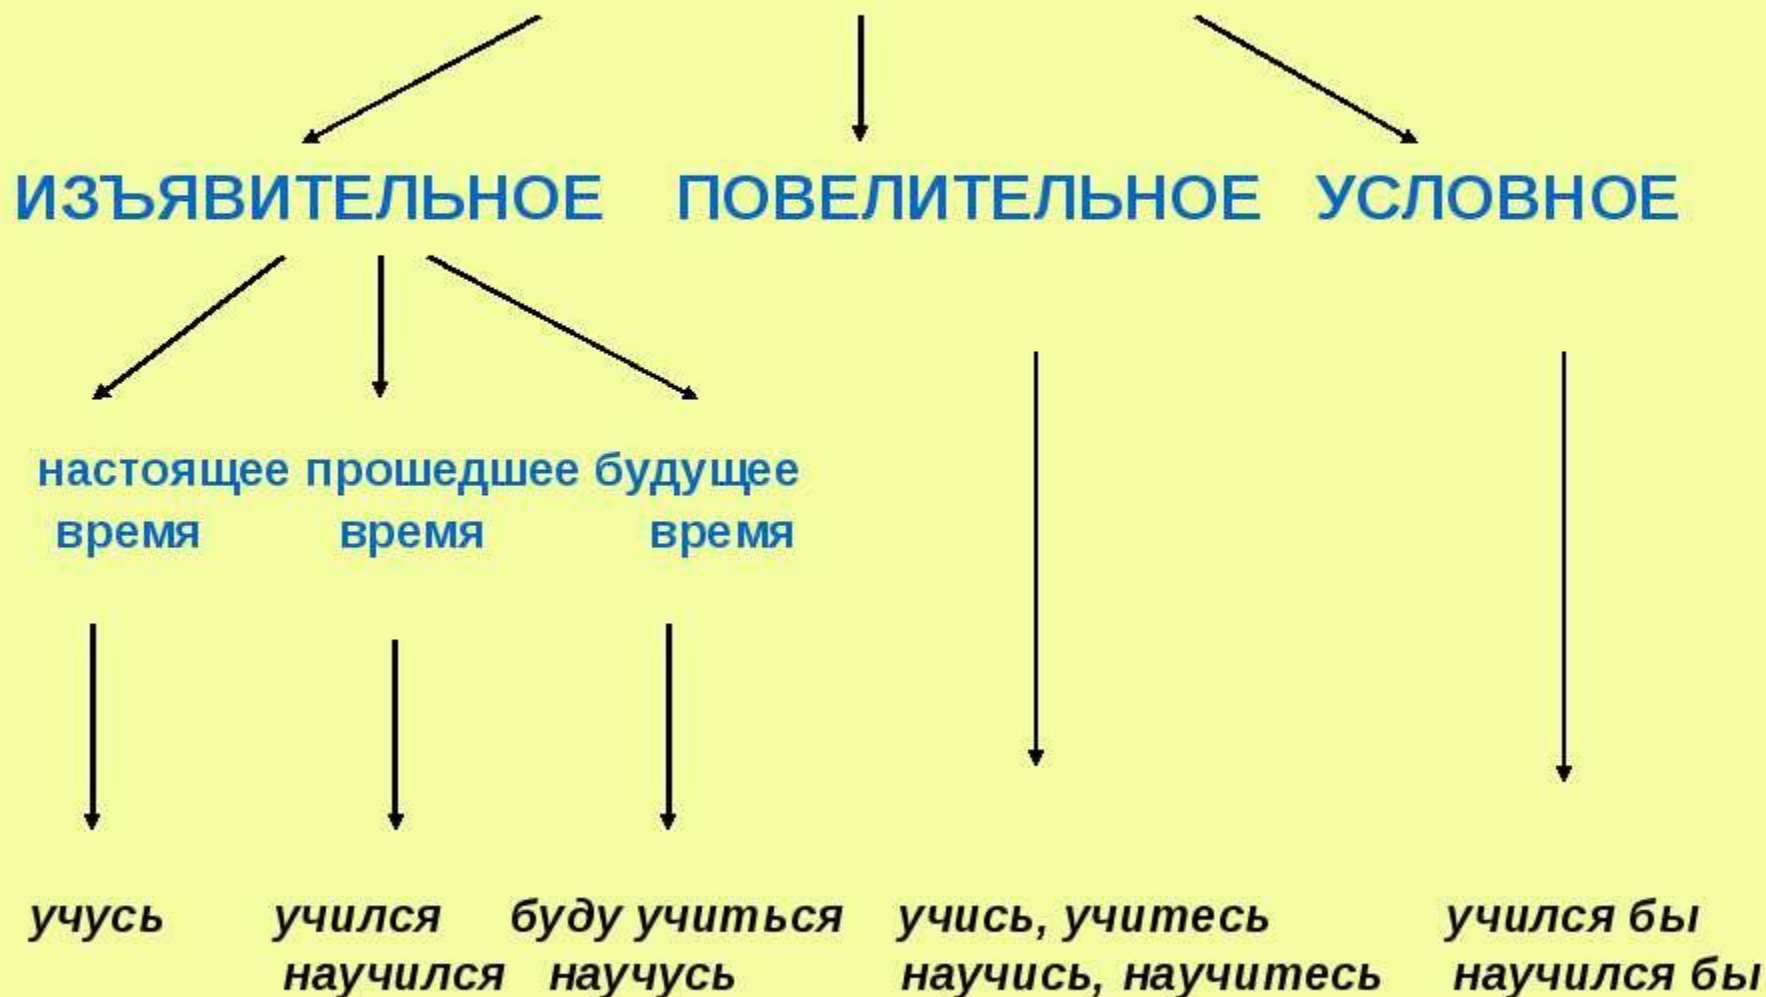 ИЗЪЯВИТЕЛЬНОЕ ПОВЕЛИТЕЛЬНОЕ УСЛОВНОЕ
настоящее прошедшее будущее
время время время
учусь учился буду учиться учись, учитесь учился бы
научился научусь научись, научитесь научился бы